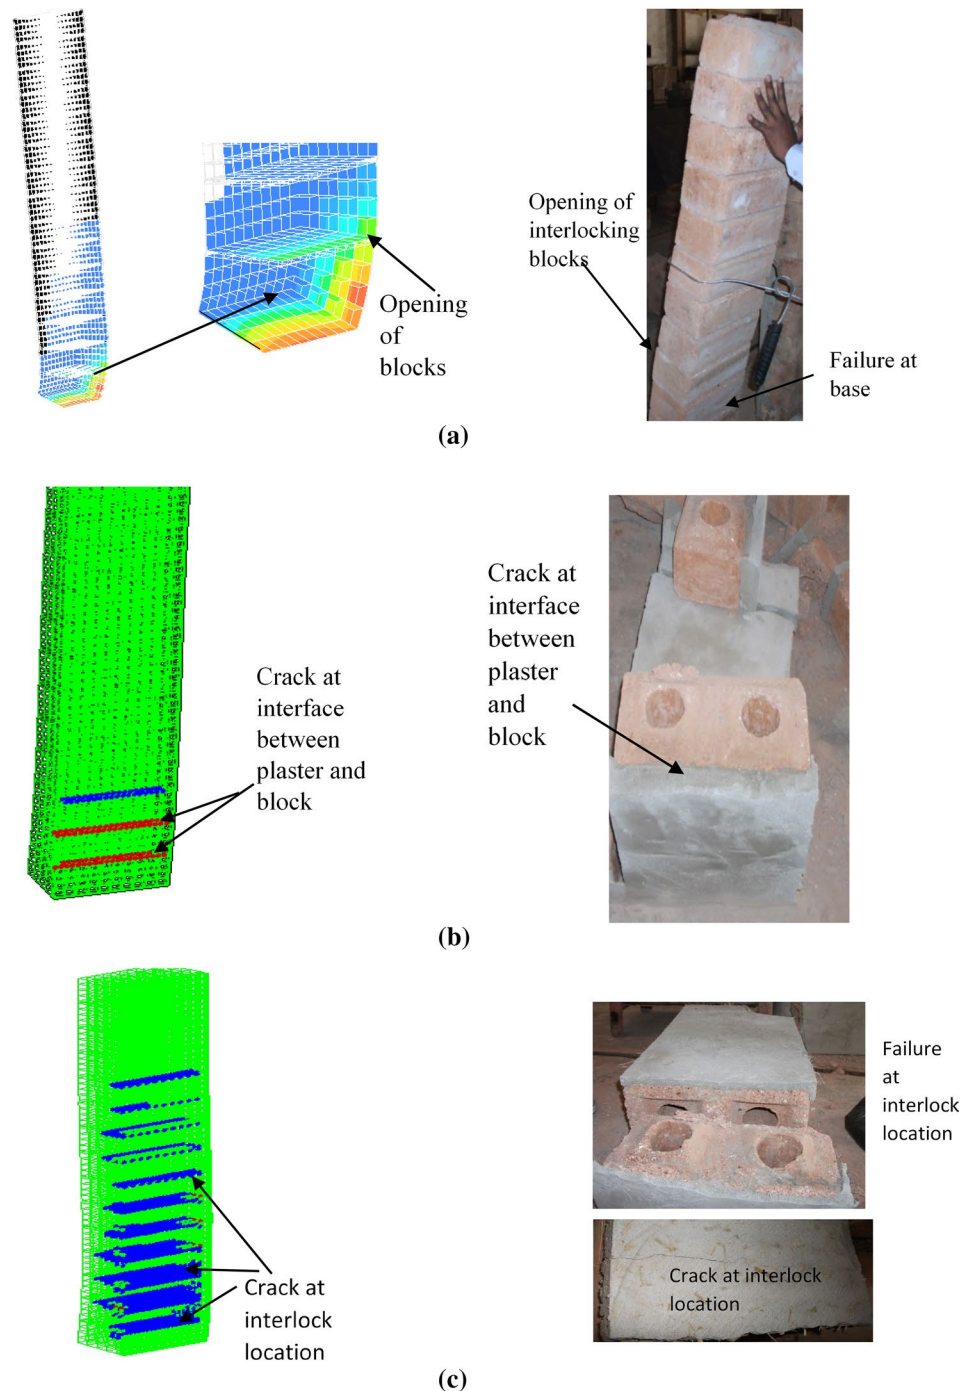 Opening
of
blocks
Opening of
interlocking
blocks
Failure at
base
(a)
Crack at
interface
between
plaster and
block
Crack at
interface
between
plaster
and
block
(b)
Crack at
interlock
location
Failure
at
interlock
location
Crack at interlock
location
(c)